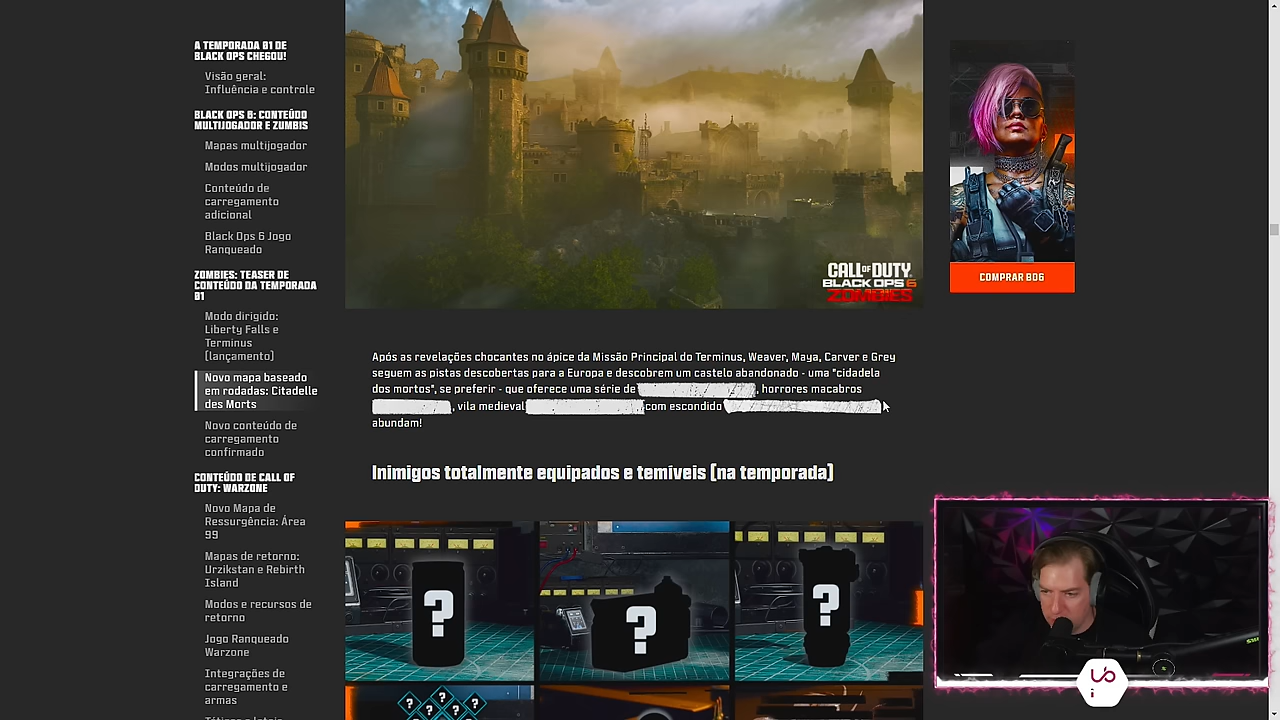 A TEMPORADA 01 DE
BLACK OPS CHEGOU!
Visão geral:
Influência e controle
BLACK OPS 6: CONTEÚDO
MULTIJOGADOR E ZUMBIS
Mapas multijogador
Modos multijogador
Conteúdo de
carregamento
adicional
Black Ops 6 Jogo
Ranqueado
ZOMBIES: TEASER DE
CONTEÚDO DA TEMPORADA
01
Modo dirigido:
Liberty Falls e
Terminus
(lançamento)
Novo mapa baseado
em rodadas: Citadelle
des Morts
Novo conteúdo de
carregamento
confirmado
CONTEÚDO DE CALL OF
DUTY: WARZONE
Novo Mapa de
Ressurgência: Área
99
Mapas de retorno:
Urzikstan e Rebirth
Island
Modos e recursos de
retorno
Jogo Ranqueado
Warzone
Integrações de
carregamento e
armas
CALL OF DUTY
BLACK OPS 6
ZOMBIES
Após as revelações chocantes no ápice da Missão Principal do Terminus, Weaver, Maya, Carver e Grey
seguem as pistas descobertas para a Europa e descobrem um castelo abandonado - uma "cidadela
dos mortos", se preferir - que oferece uma série de , horrores macabros
, vila medieval com escondido
abundam!
Inimigos totalmente equipados e temíveis (na temporada)
? ? ?
? ? ? ? ?
COMPRAR BO6